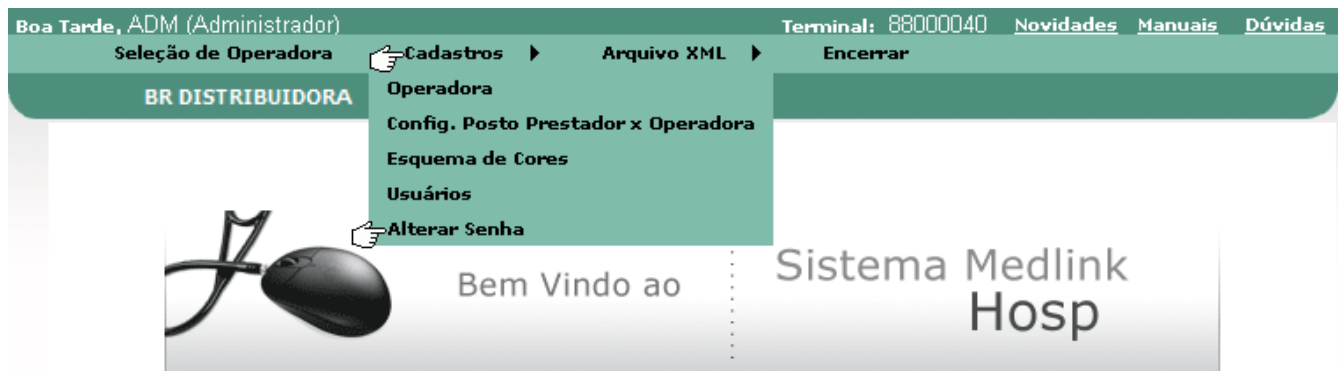 Boa Tarde, ADM (Administrador) Terminal: 88000040 Novidades Manuais Dúvidas
Seleção de Operadora Cadastros Arquivo XML Encerrar
BR DISTRIBUIDORA
Operadora
Config. Posto Prestador x Operadora
Esquema de Cores
Usuários
Alterar Senha
Bem Vindo ao
Sistema Medlink
Hosp